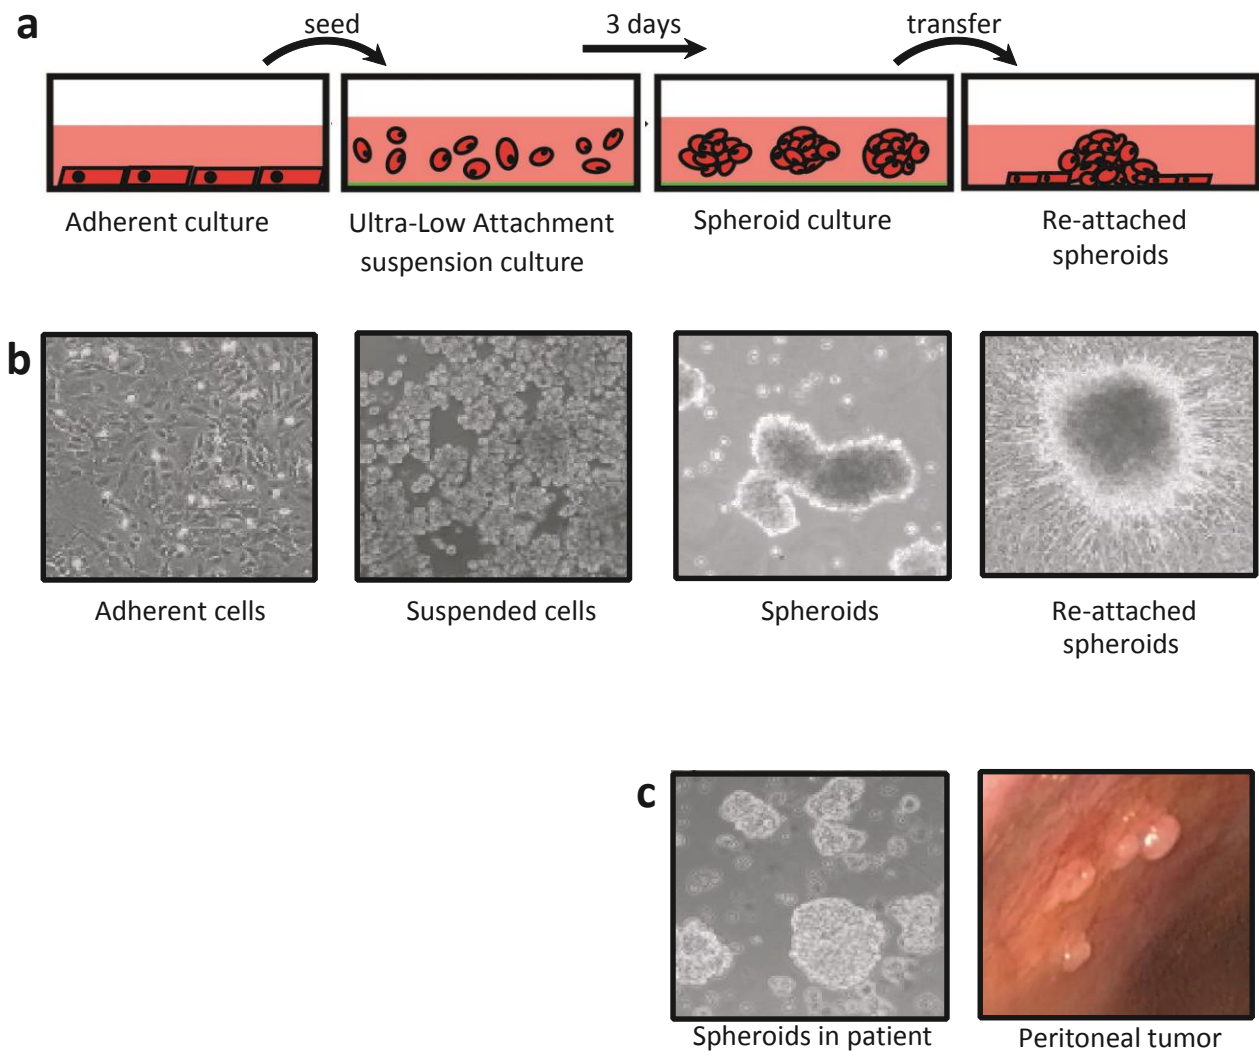 a
seed
3 days
transfer
Adherent culture
Ultra-Low Attachment
suspension culture
Spheroid culture
Re-attached
spheroids
b
Adherent cells
Suspended cells
Spheroids
Re-attached
spheroids
c
Spheroids in patient
Peritoneal tumor